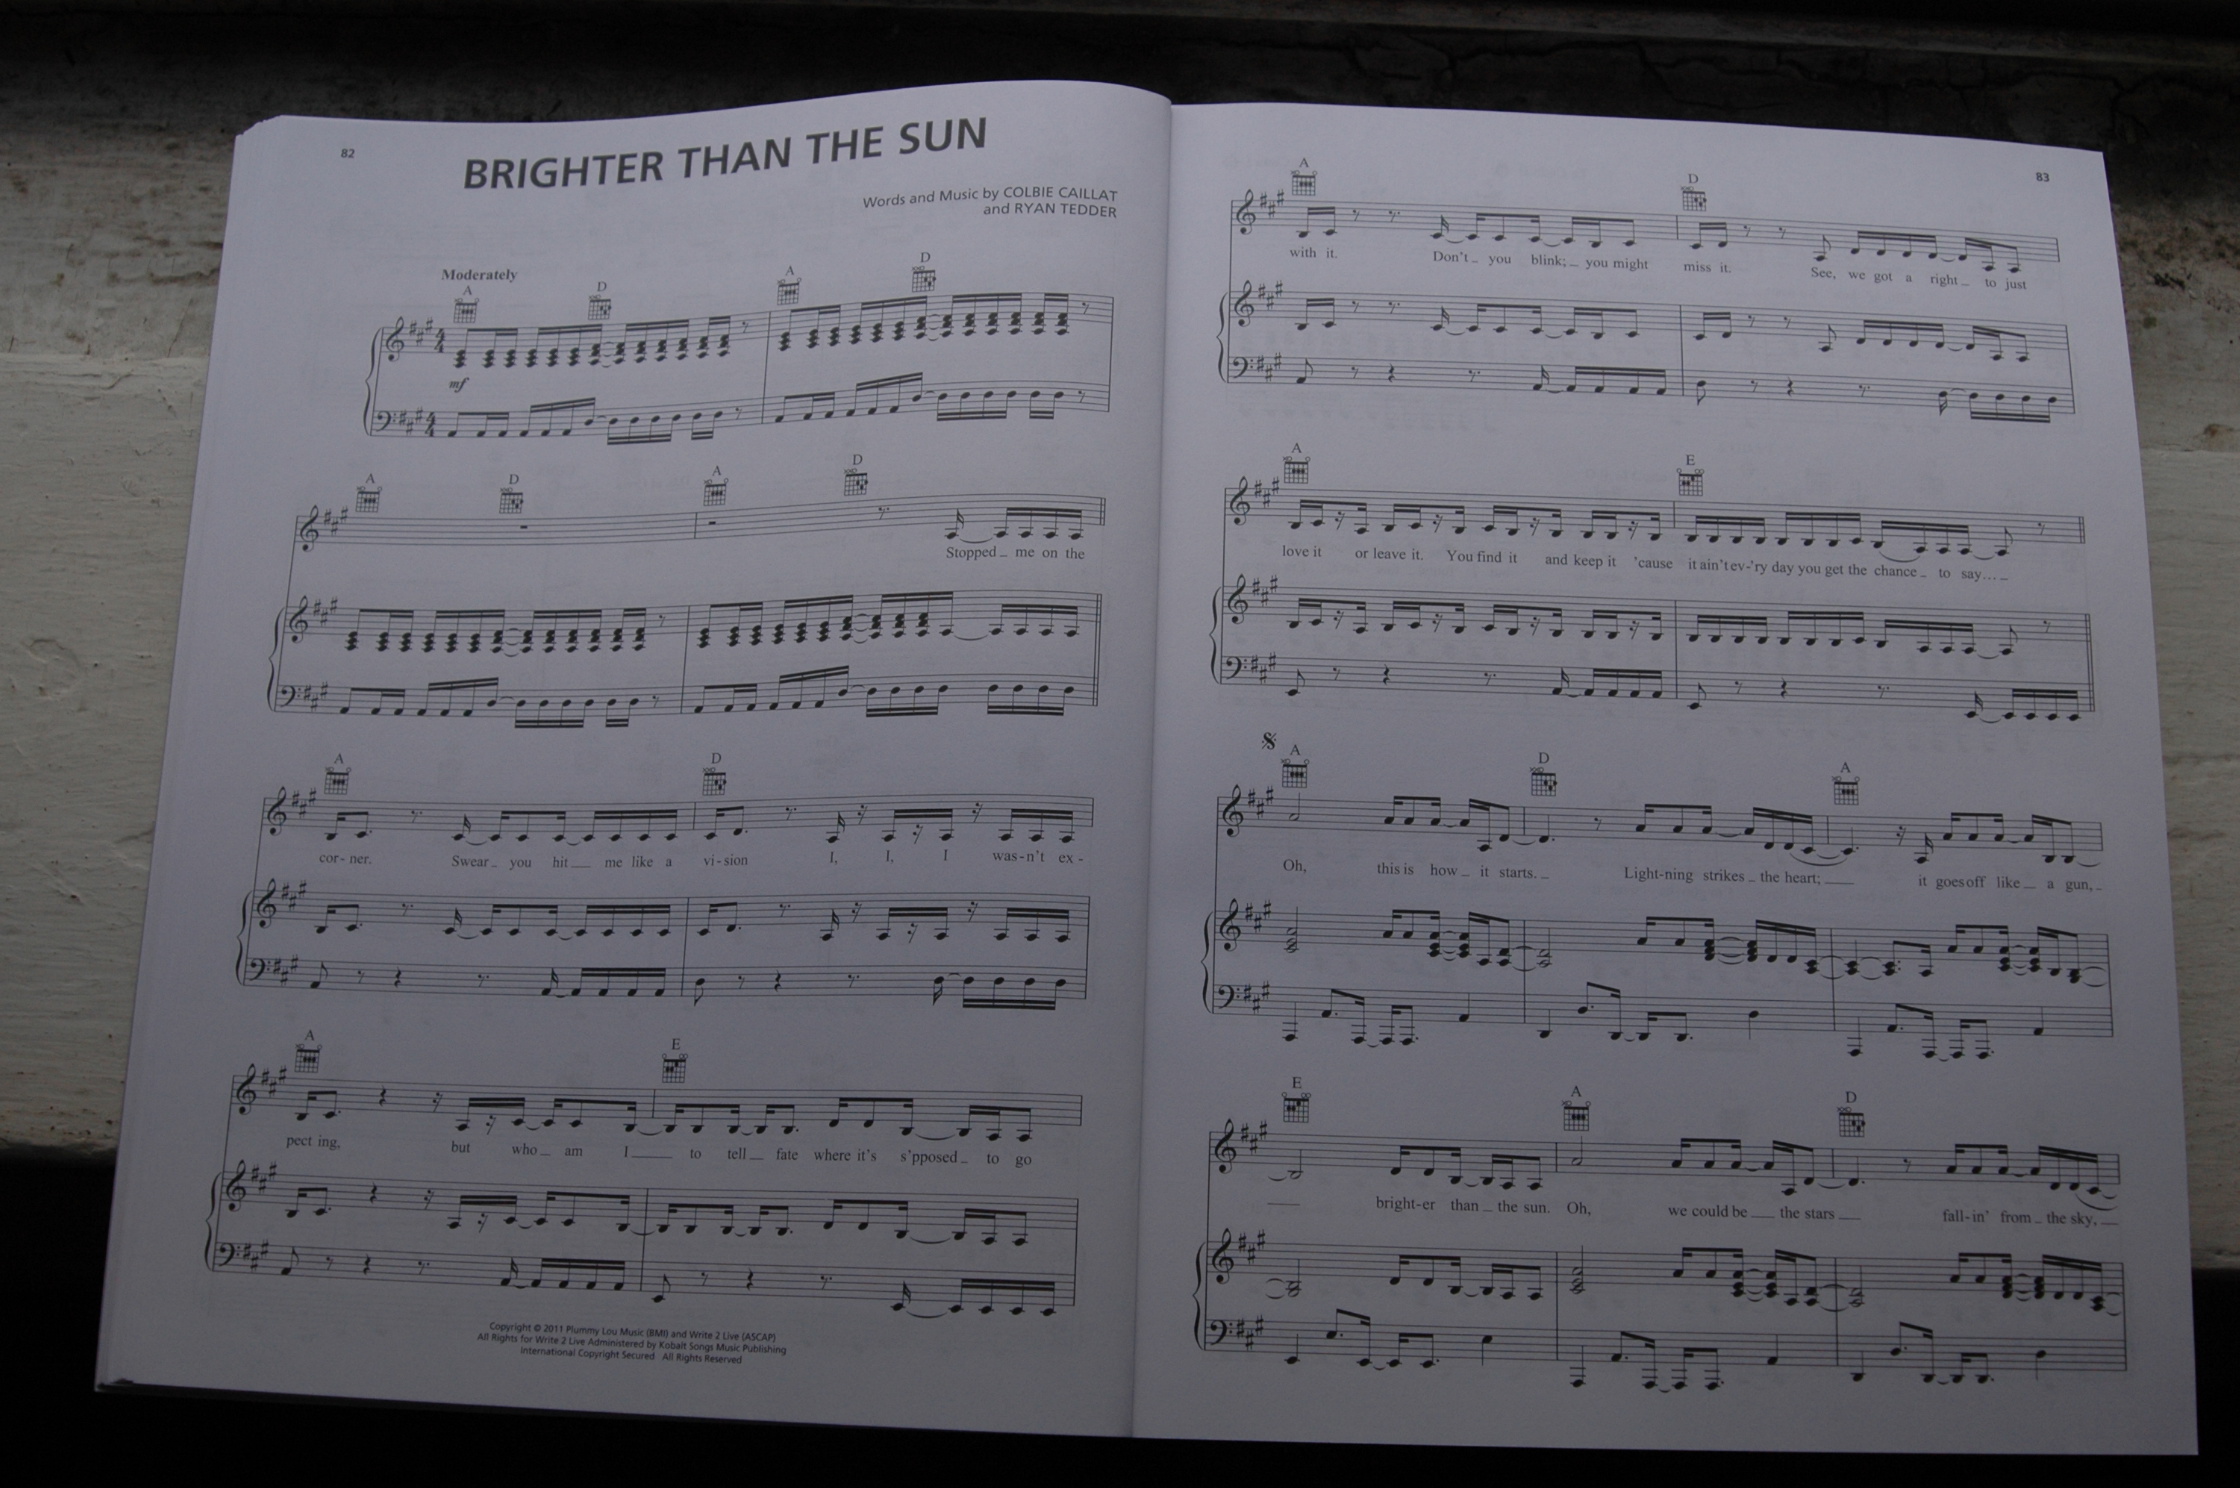 82
BRIGHTER THAN THE SUN
Words and Music by COLBIE CAILLAT
and RYAN TEDDER
Moderately
A D A D
mf
A D A D
Stopped _ me on the
A D
cor - ner. Swear _ you hit __ me like a vi - sion I, I, I was - n't ex -
A E
pect ing, but who _ am I ____ to tell _ fate where it's s'pposed _ to go
Copyright © 2011 Plummy Lou Music (BMI) and Write 2 Live (ASCAP)
All Rights for Write 2 Live Administered by Kobalt Songs Music Publishing
International Copyright Secured All Rights Reserved
83
A D
with it. Don't _ you blink; _ you might miss it. See, we got a right _ to just
A E
love it or leave it. You find it and keep it 'cause it ain't ev-'ry day you get the chance _ to say... _
A D A
Oh, this is how _ it starts. _ Light-ning strikes _ the heart; ___ it goes off like _ a gun, _
E A D
___ bright-er than _ the sun. Oh, we could be __ the stars __ fall-in' from _ the sky, __